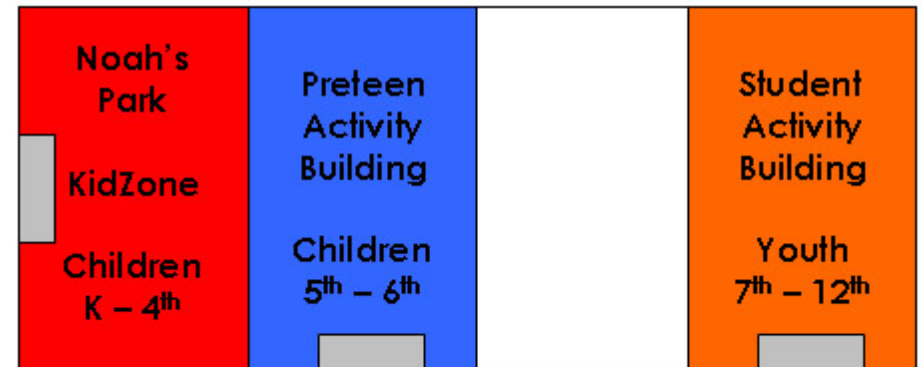 Noah's
Park
KidZone
Children
K – 4th
Preteen
Activity
Building
Children
5th – 6th
Student
Activity
Building
Youth
7th – 12th